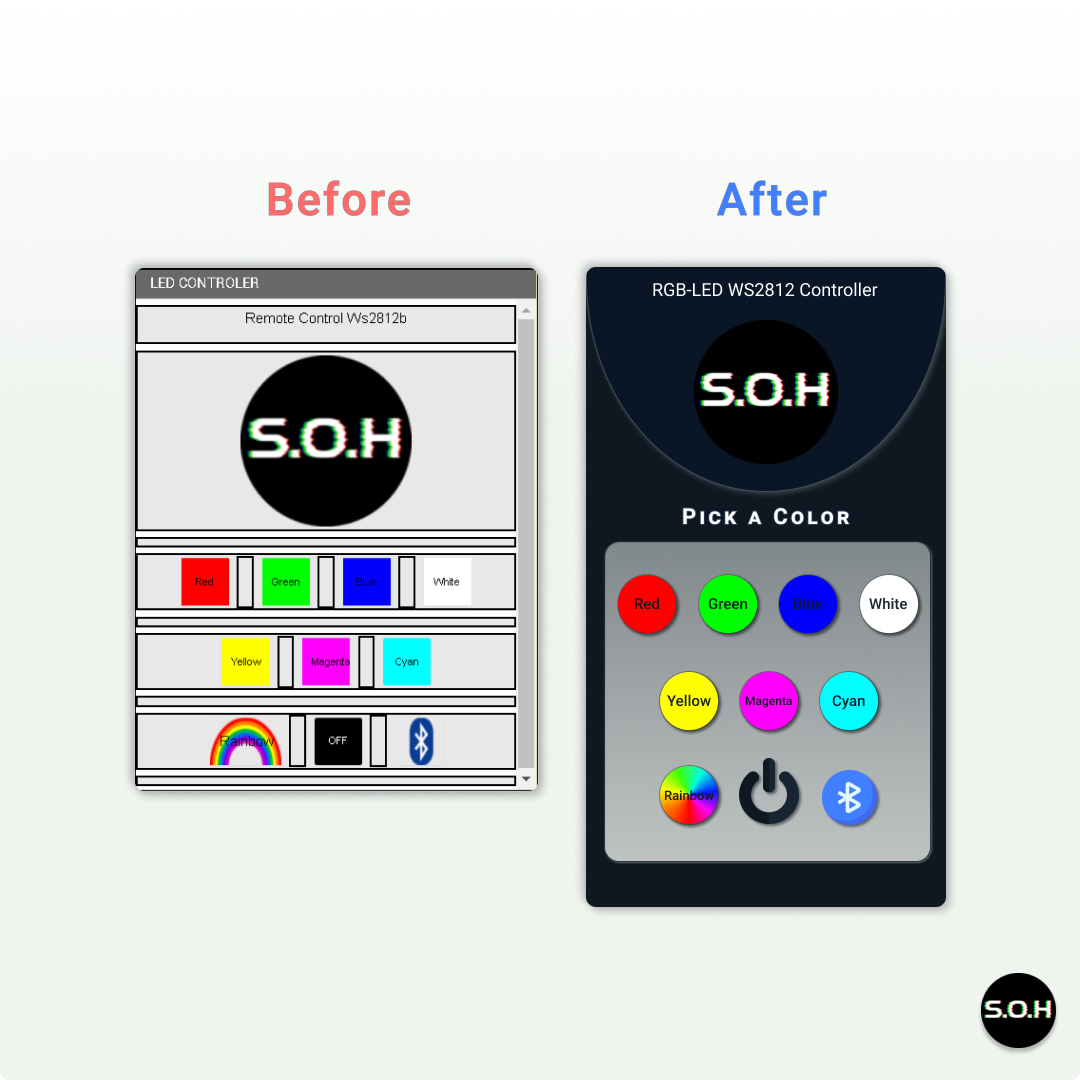 Before
After
LED CONTROLER
Remote Control Ws2812b
S.O.H
Red Green Blue White
Yellow Magenta Cyan
Rainbow OFF
RGB-LED WS2812 Controller
S.O.H
Pick a Color
Red Green Blue White
Yellow Magenta Cyan
Rainbow
S.O.H